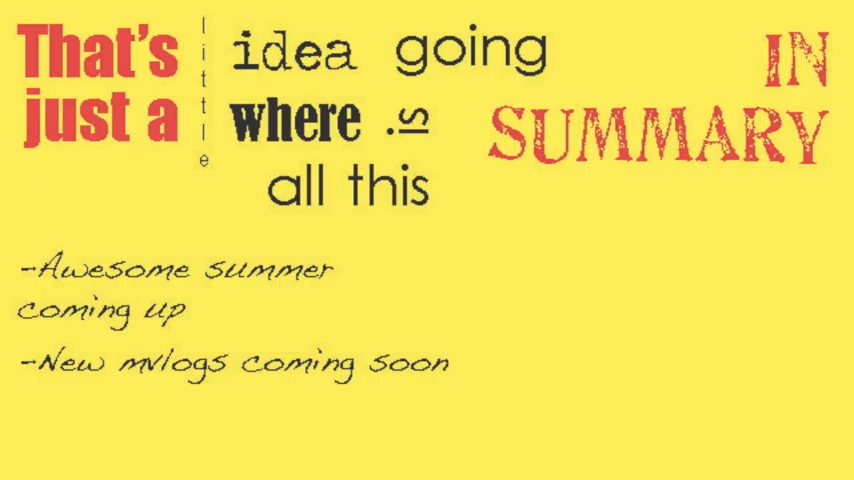 That's
just a
little
idea going
where is
all this
IN
SUMMARY
-Awesome summer
coming up
-New mvlogs coming soon